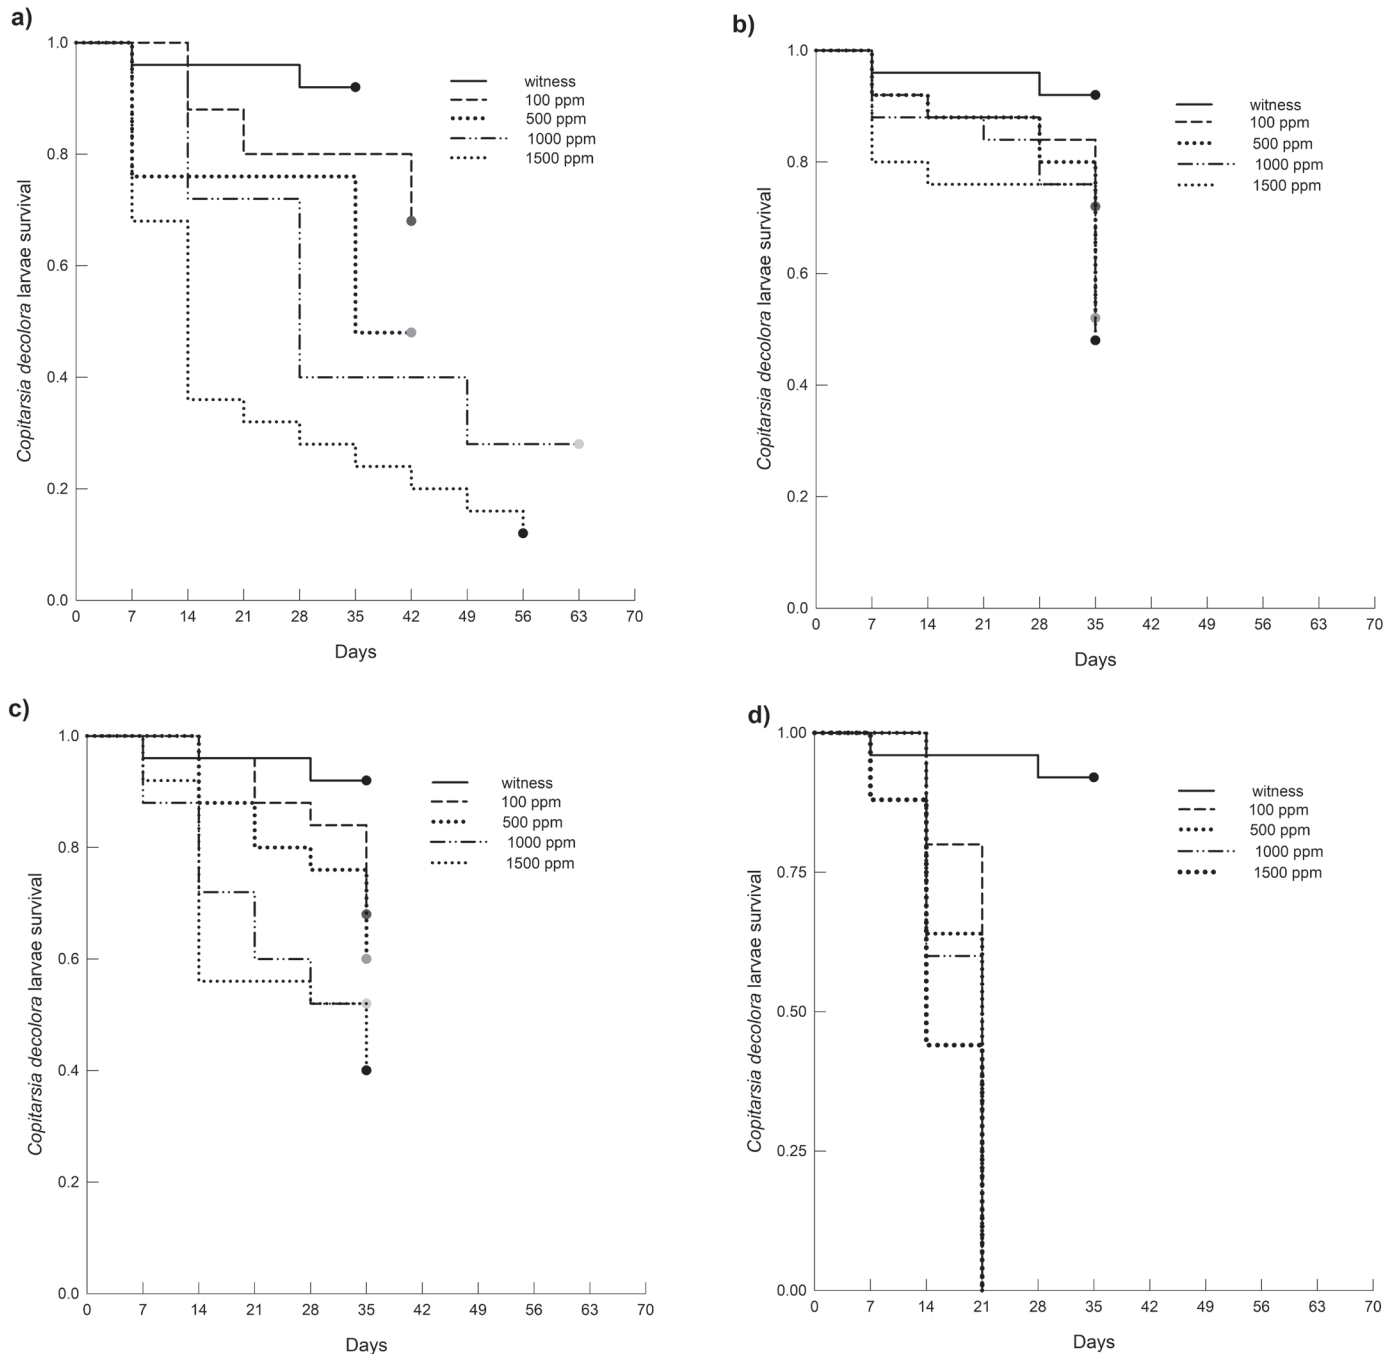 a)
1.0
0.8
0.6
0.4
0.2
0.0
Copitarsia decolora larvae survival
witness
100 ppm
500 ppm
1000 ppm
1500 ppm
0 7 14 21 28 35 42 49 56 63 70
Days
b)
1.0
0.8
0.6
0.4
0.2
0.0
Copitarsia decolora larvae survival
witness
100 ppm
500 ppm
1000 ppm
1500 ppm
0 7 14 21 28 35 42 49 56 63 70
Days
c)
1.0
0.8
0.6
0.4
0.2
0.0
Copitarsia decolora larvae survival
witness
100 ppm
500 ppm
1000 ppm
1500 ppm
0 7 14 21 28 35 42 49 56 63 70
Days
d)
1.00
0.75
0.50
0.25
0.00
Copitarsia decolora larvae survival
witness
100 ppm
500 ppm
1000 ppm
1500 ppm
0 7 14 21 28 35 42 49 56 63 70
Days